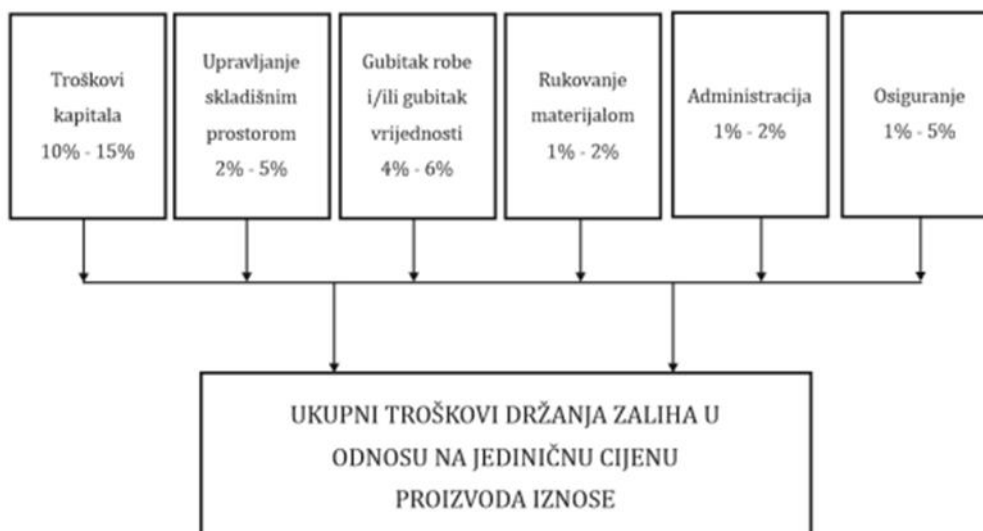 Troškovi
kapitala
10% - 15%
Upravljanje
skladišnim
prostorom
2% - 5%
Gubitak robe
i/ili gubitak
vrijednosti
4% - 6%
Rukovanje
materijalom
1% - 2%
Administracija
1% - 2%
Osiguranje
1% - 5%
UKUPNI TROŠKOVI DRŽANJA ZALIHA U
ODNOSU NA JEDINIČNU CIJENU
PROIZVODA IZNOSE